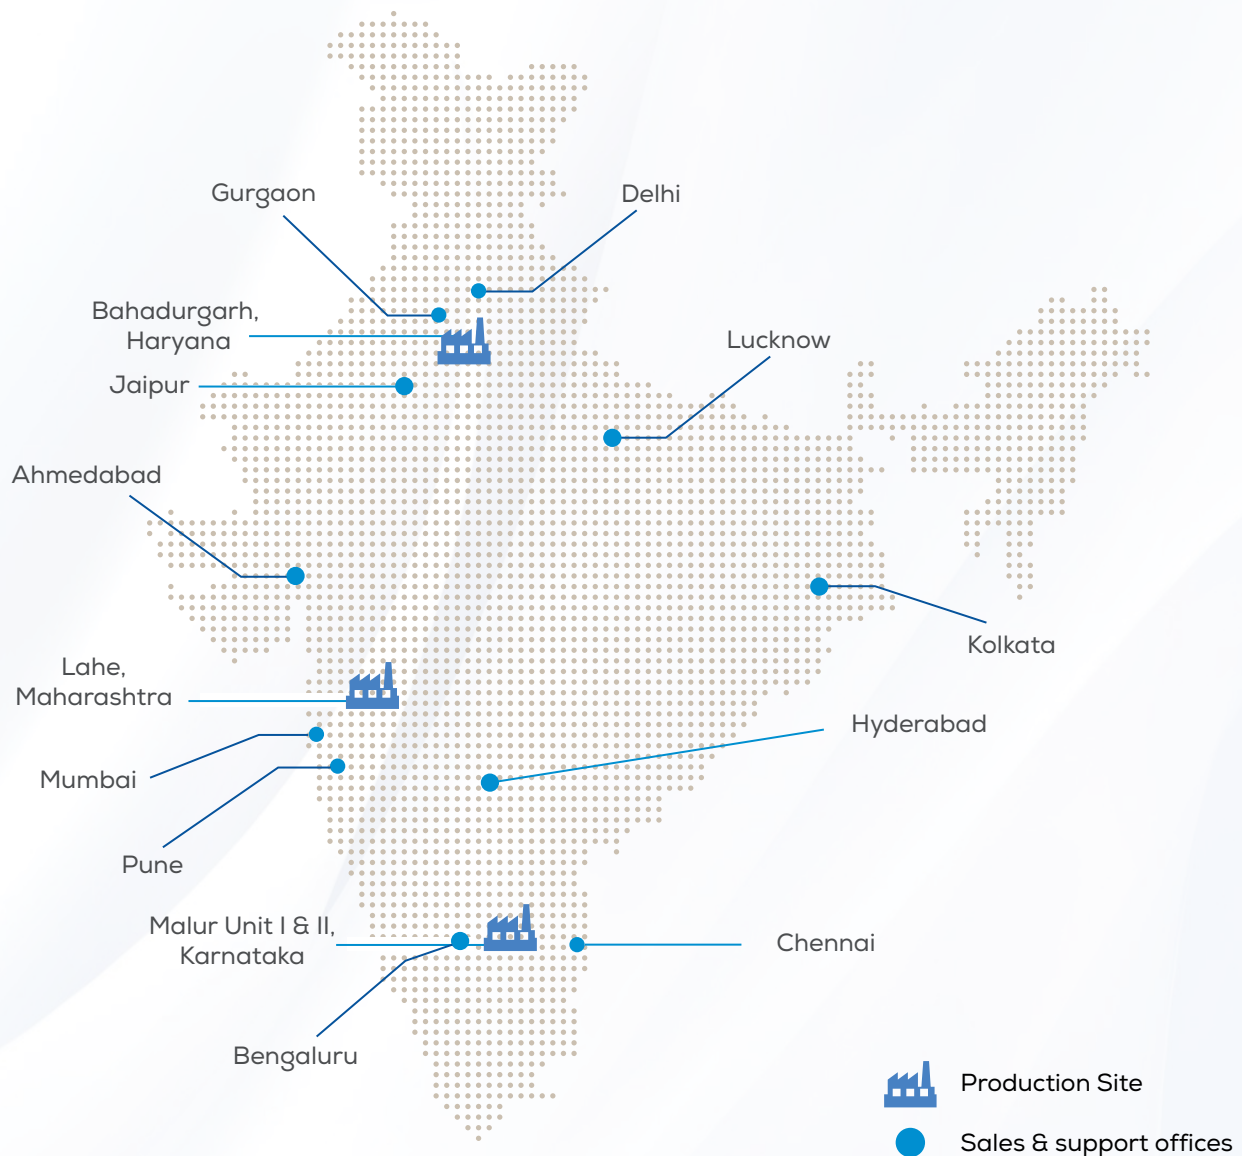 Gurgaon
Delhi
Bahadurgarh,
Haryana
Lucknow
Jaipur
Ahmedabad
Kolkata
Lahe,
Maharashtra
Hyderabad
Mumbai
Pune
Malur Unit I & II,
Karnataka
Chennai
Bengaluru
Production Site
Sales & support offices